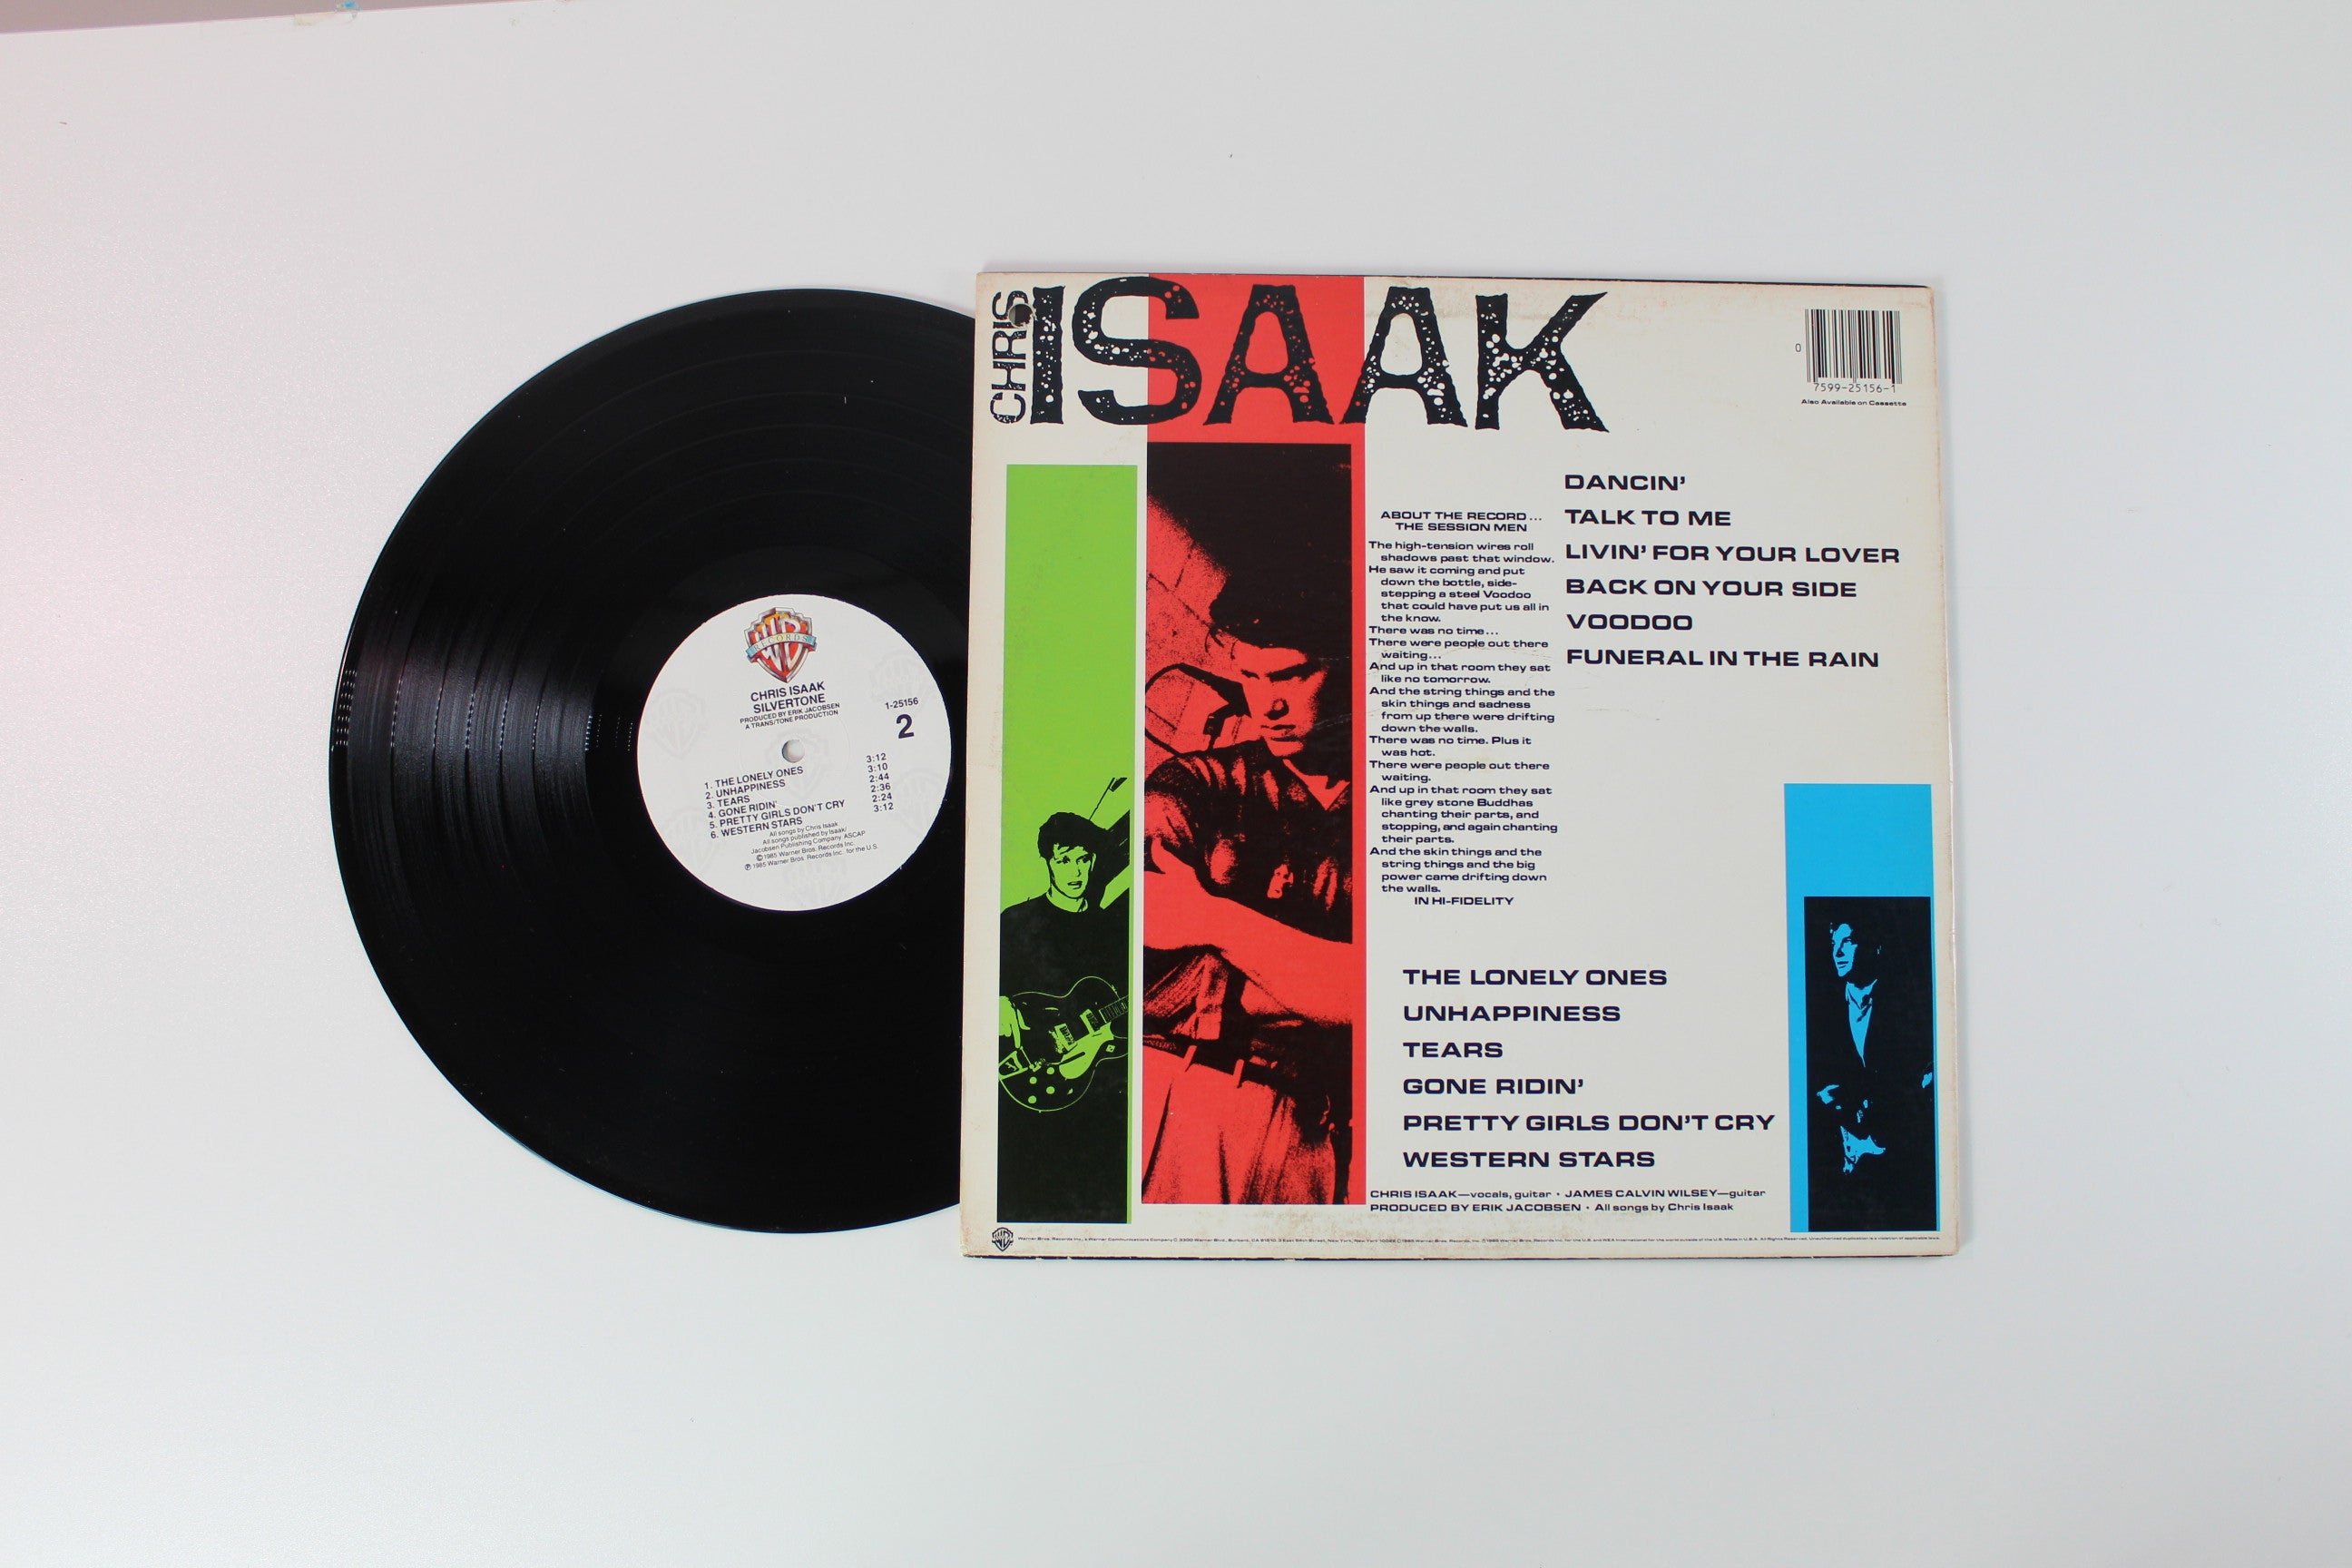 WB
RECORDS
CHRIS ISAAK
SILVERTONE
PRODUCED BY ERIK JACOBSEN
A TRANS/TONE PRODUCTION
1-25156
2
1. THE LONELY ONES 3:12
2. UNHAPPINESS 3:10
3. TEARS 2:44
4. GONE RIDIN' 2:36
5. PRETTY GIRLS DON'T CRY 2:24
6. WESTERN STARS 3:12
All songs by Chris Isaak
All songs published by Isaak/
Jacobsen Publishing Company ASCAP
©1985 Warner Bros. Records Inc.
℗1985 Warner Bros. Records Inc. for the U.S.
CHRIS
ISAAK
0
7599-25156-1
Also Available on Cassette
DANCIN'
TALK TO ME
LIVIN' FOR YOUR LOVER
BACK ON YOUR SIDE
VOODOO
FUNERAL IN THE RAIN
ABOUT THE RECORD...
THE SESSION MEN
The high-tension wires roll
shadows past that window.
He saw it coming and put
down the bottle, side-
stepping a steel Voodoo
that could have put us all in
the know.
There was no time...
There were people out there
waiting...
And up in that room they sat
like no tomorrow.
And the string things and the
skin things and sadness
from up there were drifting
down the walls.
There was no time. Plus it
was hot.
There were people out there
waiting.
And up in that room they sat
like grey stone Buddhas
chanting their parts, and
stopping, and again chanting
their parts.
And the skin things and the
string things and the big
power came drifting down
the walls.
IN HI-FIDELITY
THE LONELY ONES
UNHAPPINESS
TEARS
GONE RIDIN'
PRETTY GIRLS DON'T CRY
WESTERN STARS
CHRIS ISAAK—vocals, guitar • JAMES CALVIN WILSEY—guitar
PRODUCED BY ERIK JACOBSEN • All songs by Chris Isaak